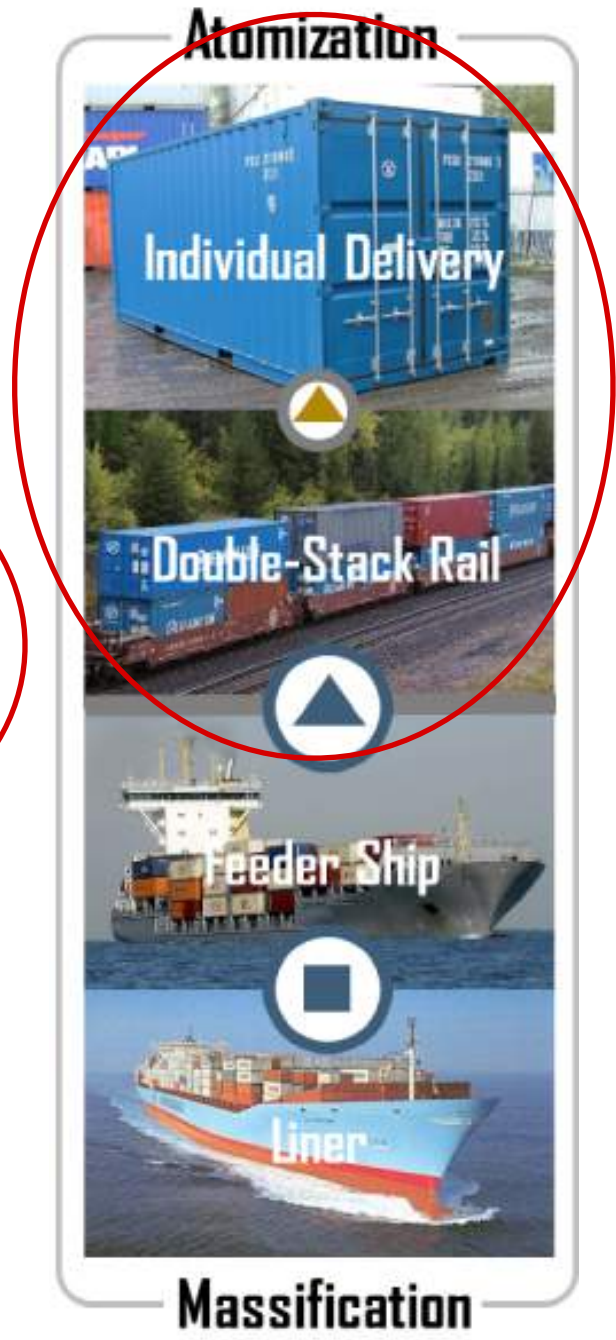 Atomization
Individual Delivery
Double-Stack Rail
Feeder Ship
Liner
Massification